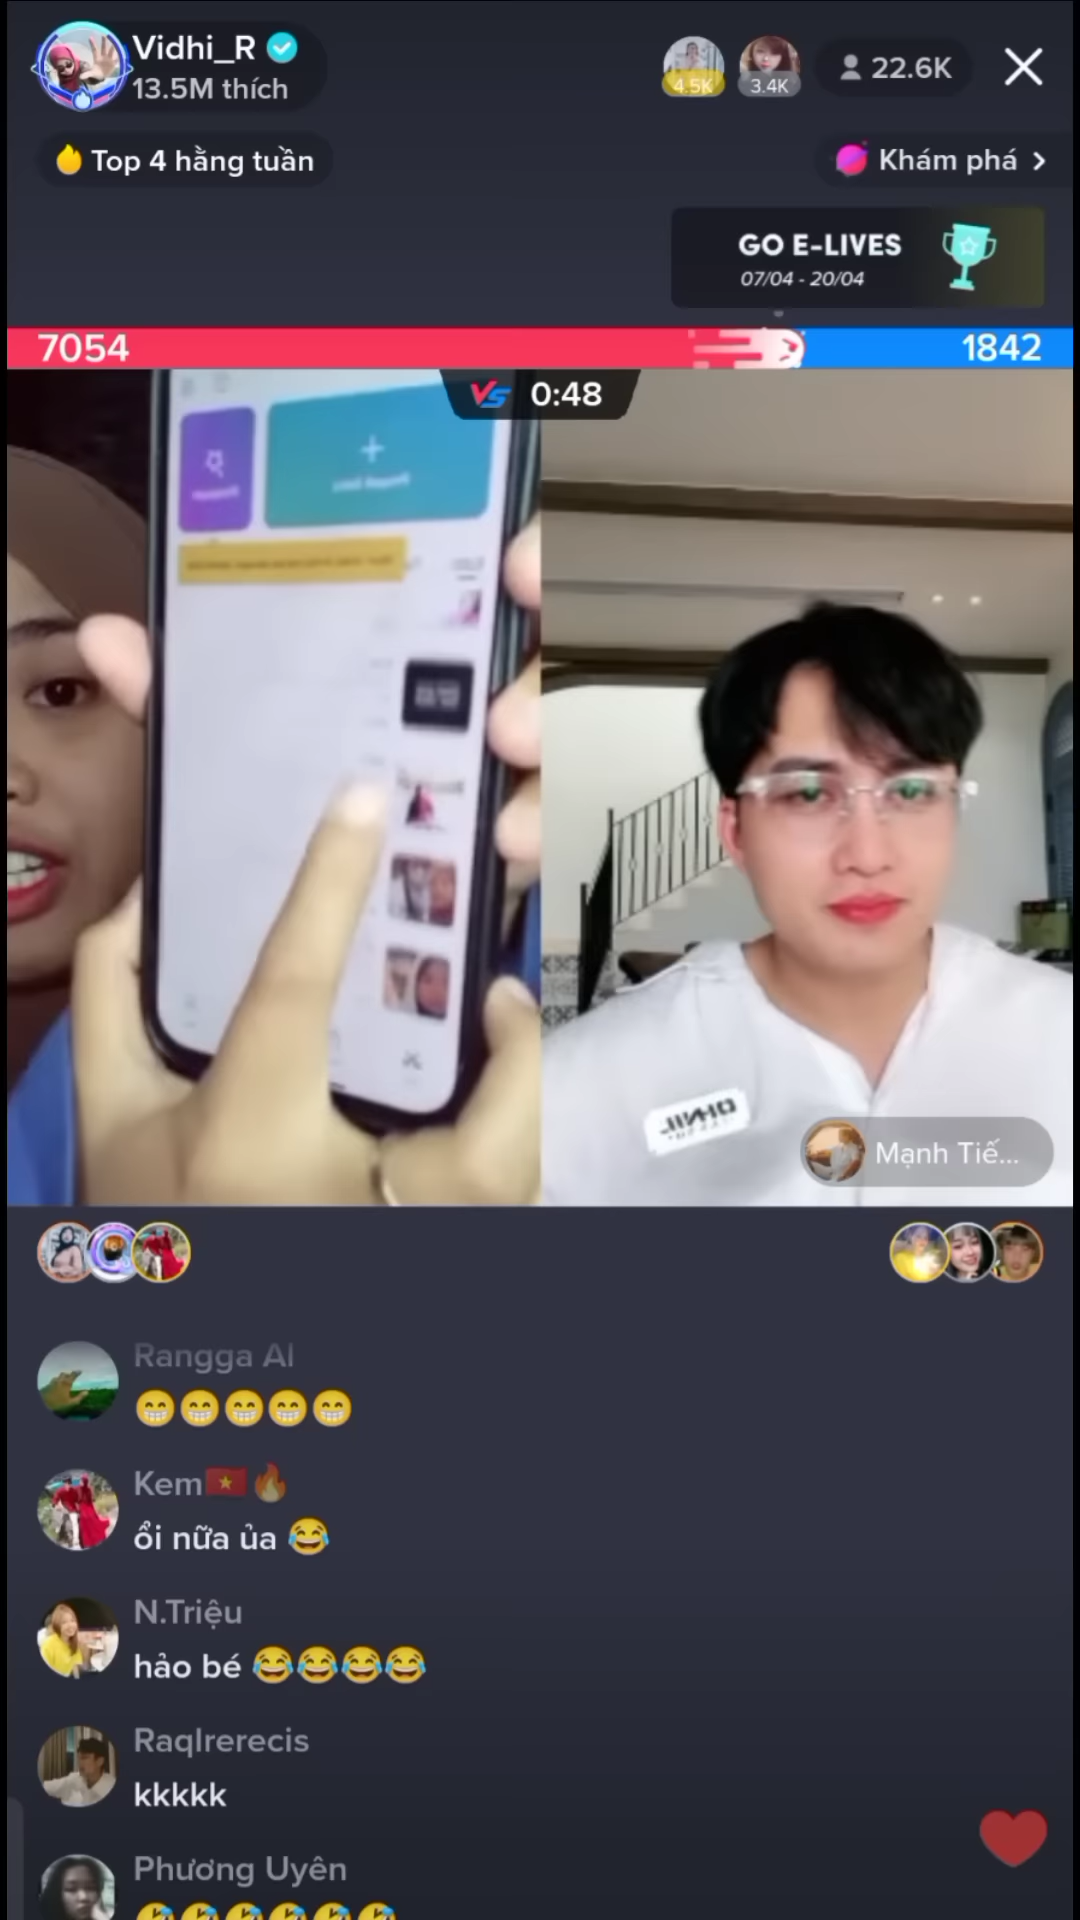 Vidhi_R
13.5M thích
4.5K
3.4K
22.6K
Top 4 hằng tuần
Khám phá
GO E-LIVES
07/04 - 20/04
7054
1842
VS 0:48
Mạnh Tiế...
Rangga Al
😁😁😁😁😁
Kem🇻🇳🔥
ổi nữa ủa 😂
N.Triệu
hảo bé 😂😂😂😂
Raqlrerecis
kkkkk
Phương Uyên
🤣🤣🤣🤣🤣🤣